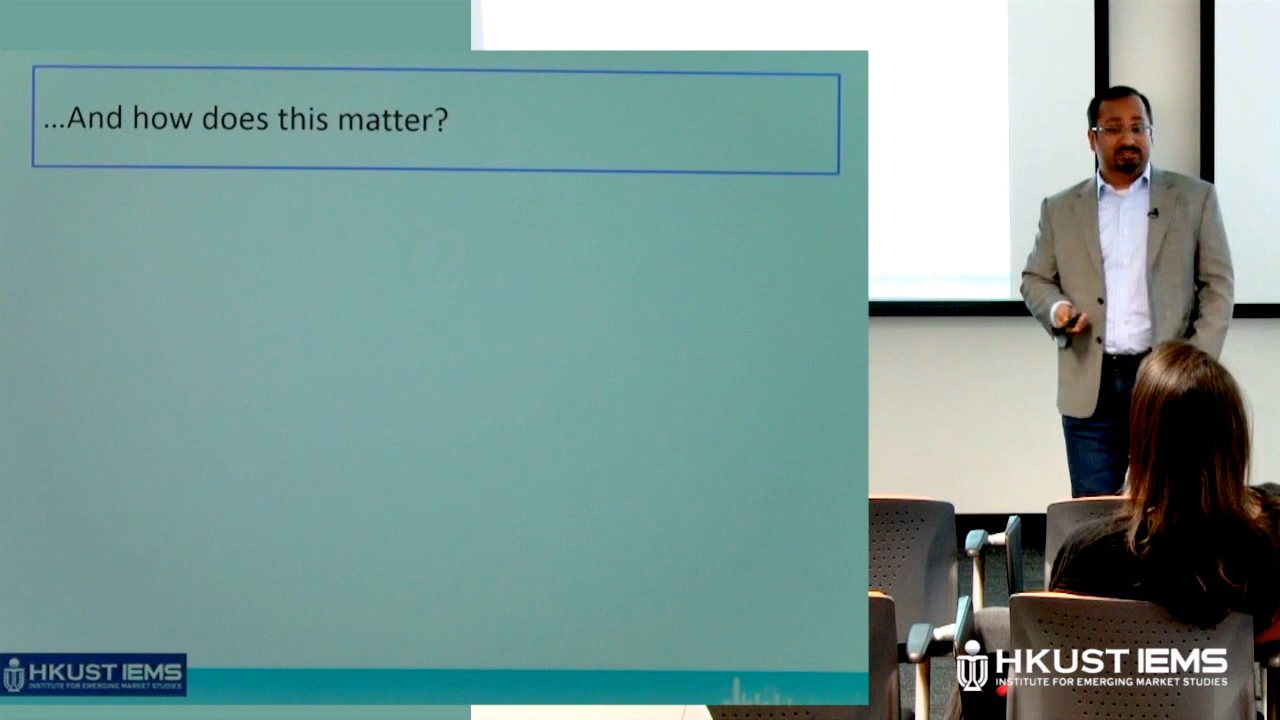 ...And how does this matter?
HKUST IEMS
INSTITUTE FOR EMERGING MARKET STUDIES
HKUST IEMS
INSTITUTE FOR EMERGING MARKET STUDIES